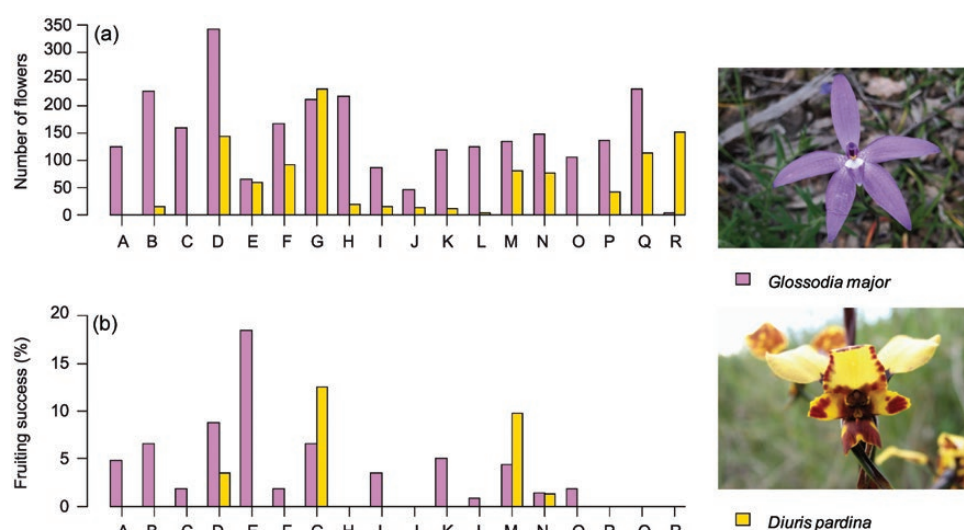 (a)
Number of flowers
350
300
250
200
150
100
50
0
A B C D E F G H I J K L M N O P Q R
Glossodia major
(b)
Fruiting success (%)
20
15
10
5
0
A B C D E F G H I J K L M N O P Q R
Diuris pardina